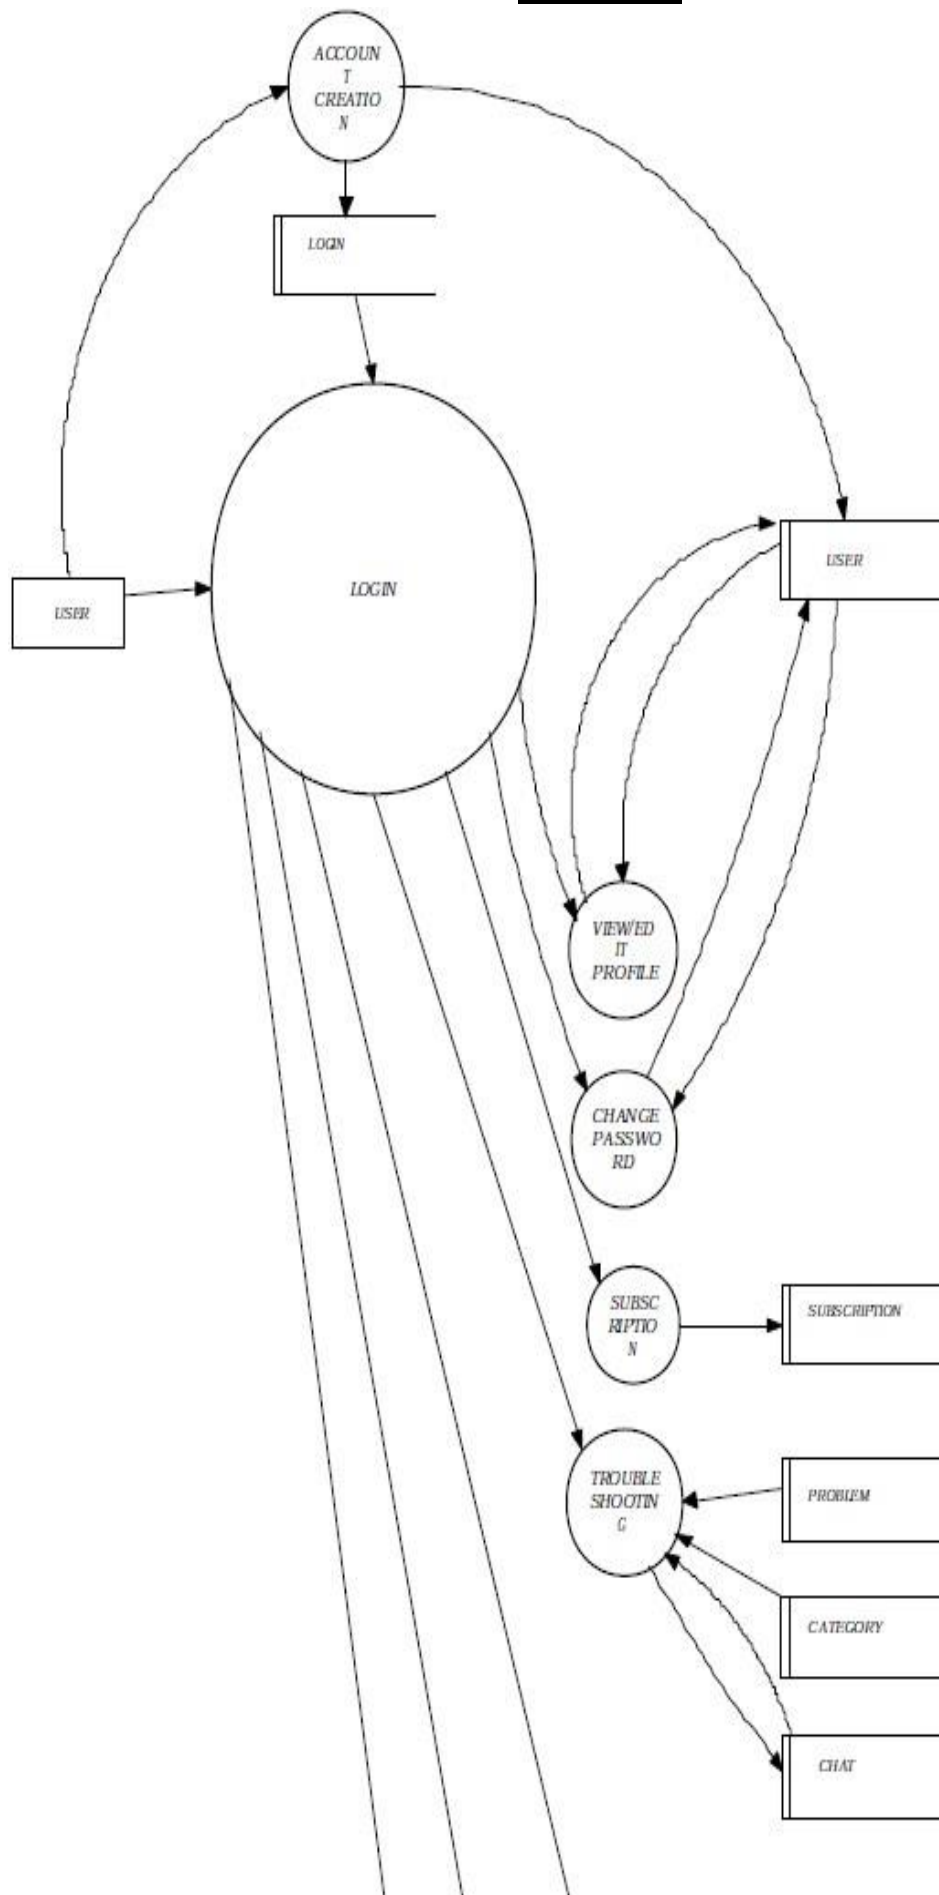 ACCOUN
T
CREATIO
N
LOGIN
LOGIN
USER
USER
VIEW/ED
IT
PROFILE
CHANGE
PASSWO
RD
SUBSC
RIPTIO
N
SUBSCRIPTION
TROUBLE
SHOOTIN
G
PROBLEM
CATEGORY
CHAT